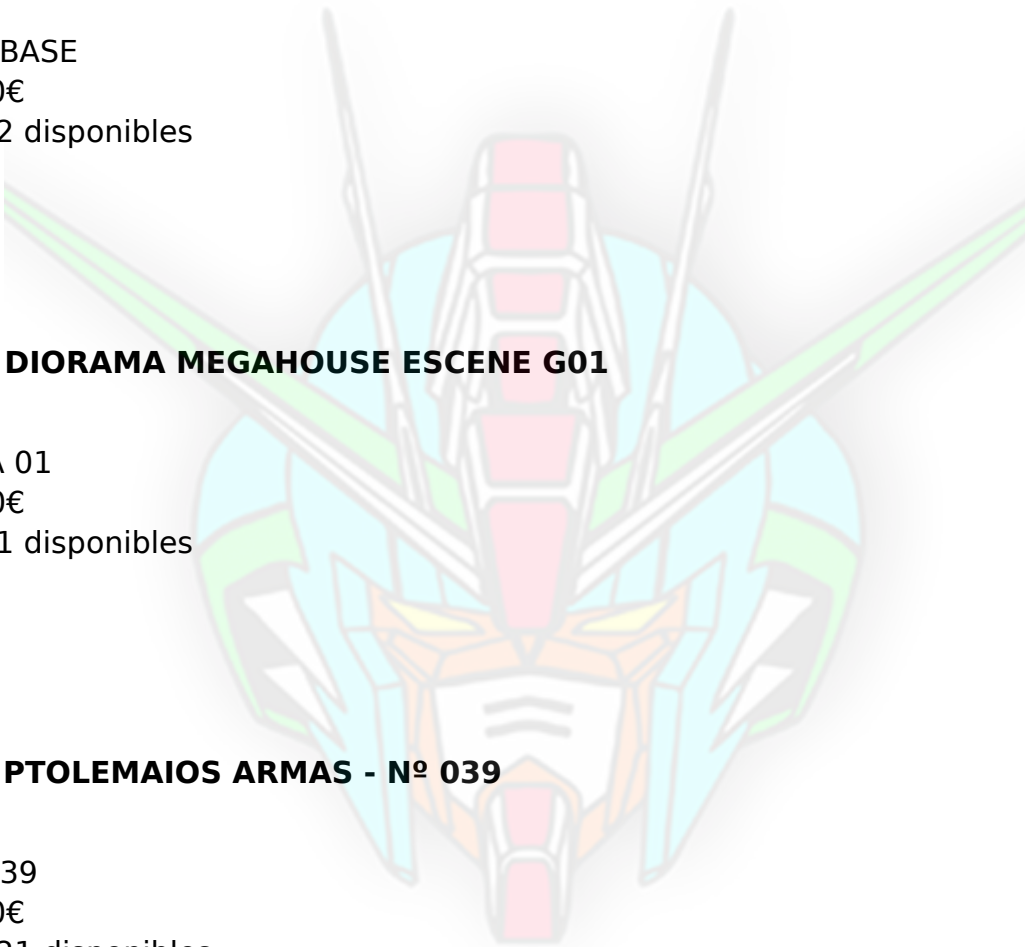 BASE
0€
2 disponibles
DIORAMA MEGAHOUSE ESCENE G01
01
0€
1 disponibles
PTOLEMAIOS ARMAS - Nº 039
39
0€